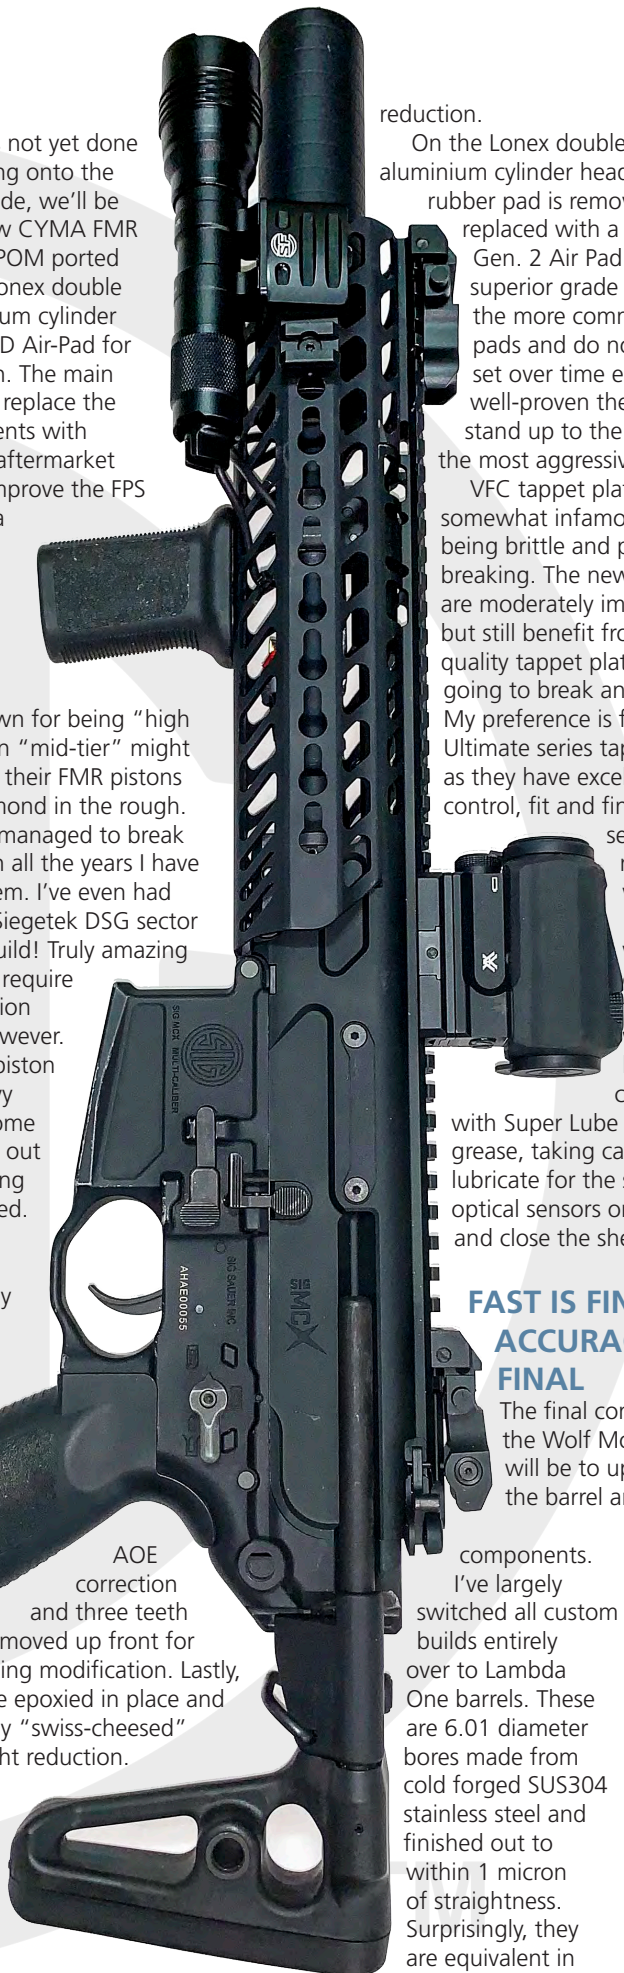 not yet done
ng onto the
de, we'll be
w CYMA FMR
POM ported
onex double
um cylinder
D Air-Pad for
n. The main
replace the
ents with
aftermarket
mprove the FPS
a
wn for being "high
n "mid-tier" might
their FMR pistons
mond in the rough.
managed to break
n all the years I have
em. I've even had
Siegetek DSG sector
uild! Truly amazing
require
ion
wever.
piston
vy
ome
out
ng
ed.
y
AOE
correction
and three teeth
moved up front for
ing modification. Lastly,
e epoxied in place and
y "swiss-cheesed"
ht reduction.
SF
SIG MCX MULTI-CALIBER
SIG
SIG SAUER INC
AHAE00055
SIG MCX
reduction.
On the Lonex double
aluminium cylinder head
rubber pad is remov
replaced with a
Gen. 2 Air Pad
superior grade
the more comm
pads and do no
set over time e
well-proven the
stand up to the
the most aggressiv
VFC tappet plat
somewhat infamo
being brittle and p
breaking. The new
are moderately im
but still benefit fro
quality tappet plat
going to break an
My preference is f
Ultimate series tap
as they have exce
control, fit and fin
se
with Super Lube
grease, taking ca
lubricate for the s
optical sensors or
and close the she
FAST IS FIN
ACCURA
FINAL
The final cor
the Wolf Mo
will be to up
the barrel an
components.
I've largely
switched all custom
builds entirely
over to Lambda
One barrels. These
are 6.01 diameter
bores made from
cold forged SUS304
stainless steel and
finished out to
within 1 micron
of straightness.
Surprisingly, they
are equivalent in
TM